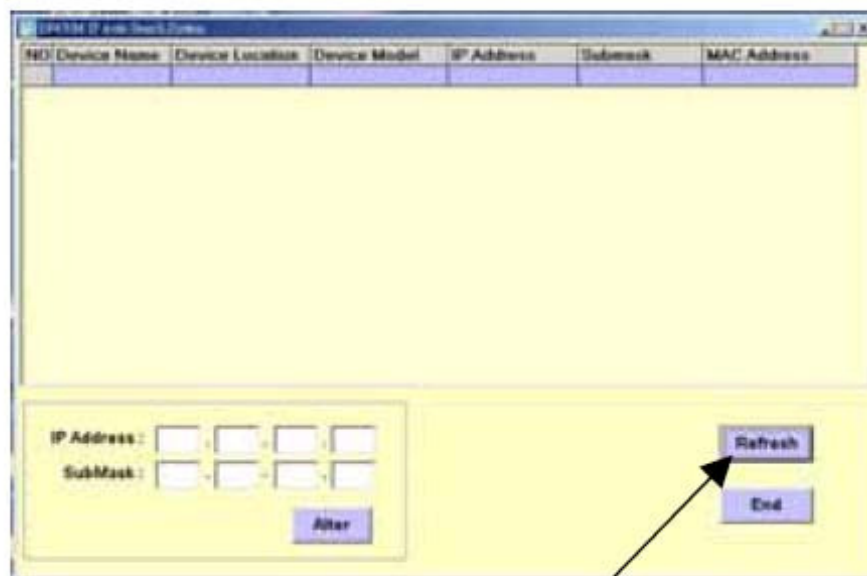 NO Device Name Device Location Device Model IP Address Submask MAC Address
IP Address :
SubMask :
Alter
Refresh
End